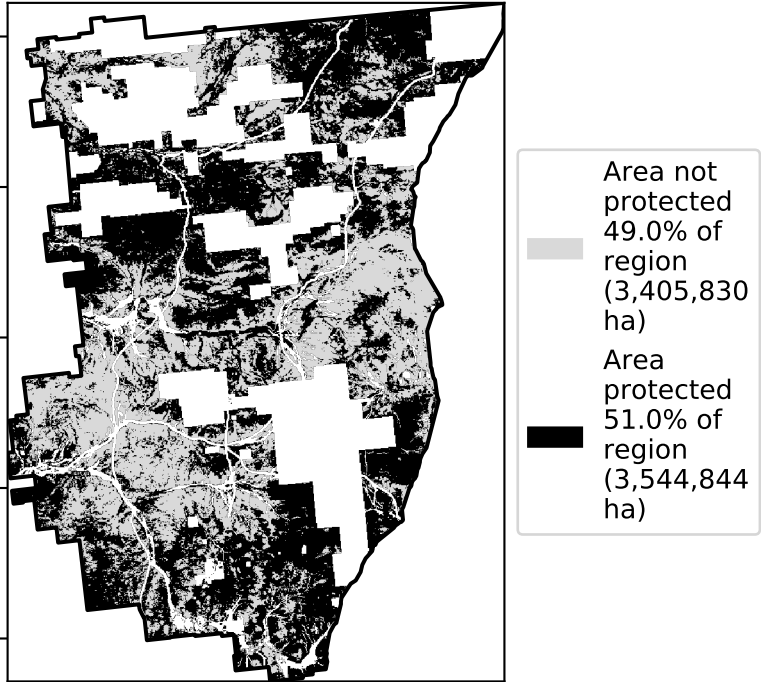 Area not
protected
49.0% of
region
(3,405,830
ha)
Area
protected
51.0% of
region
(3,544,844
ha)